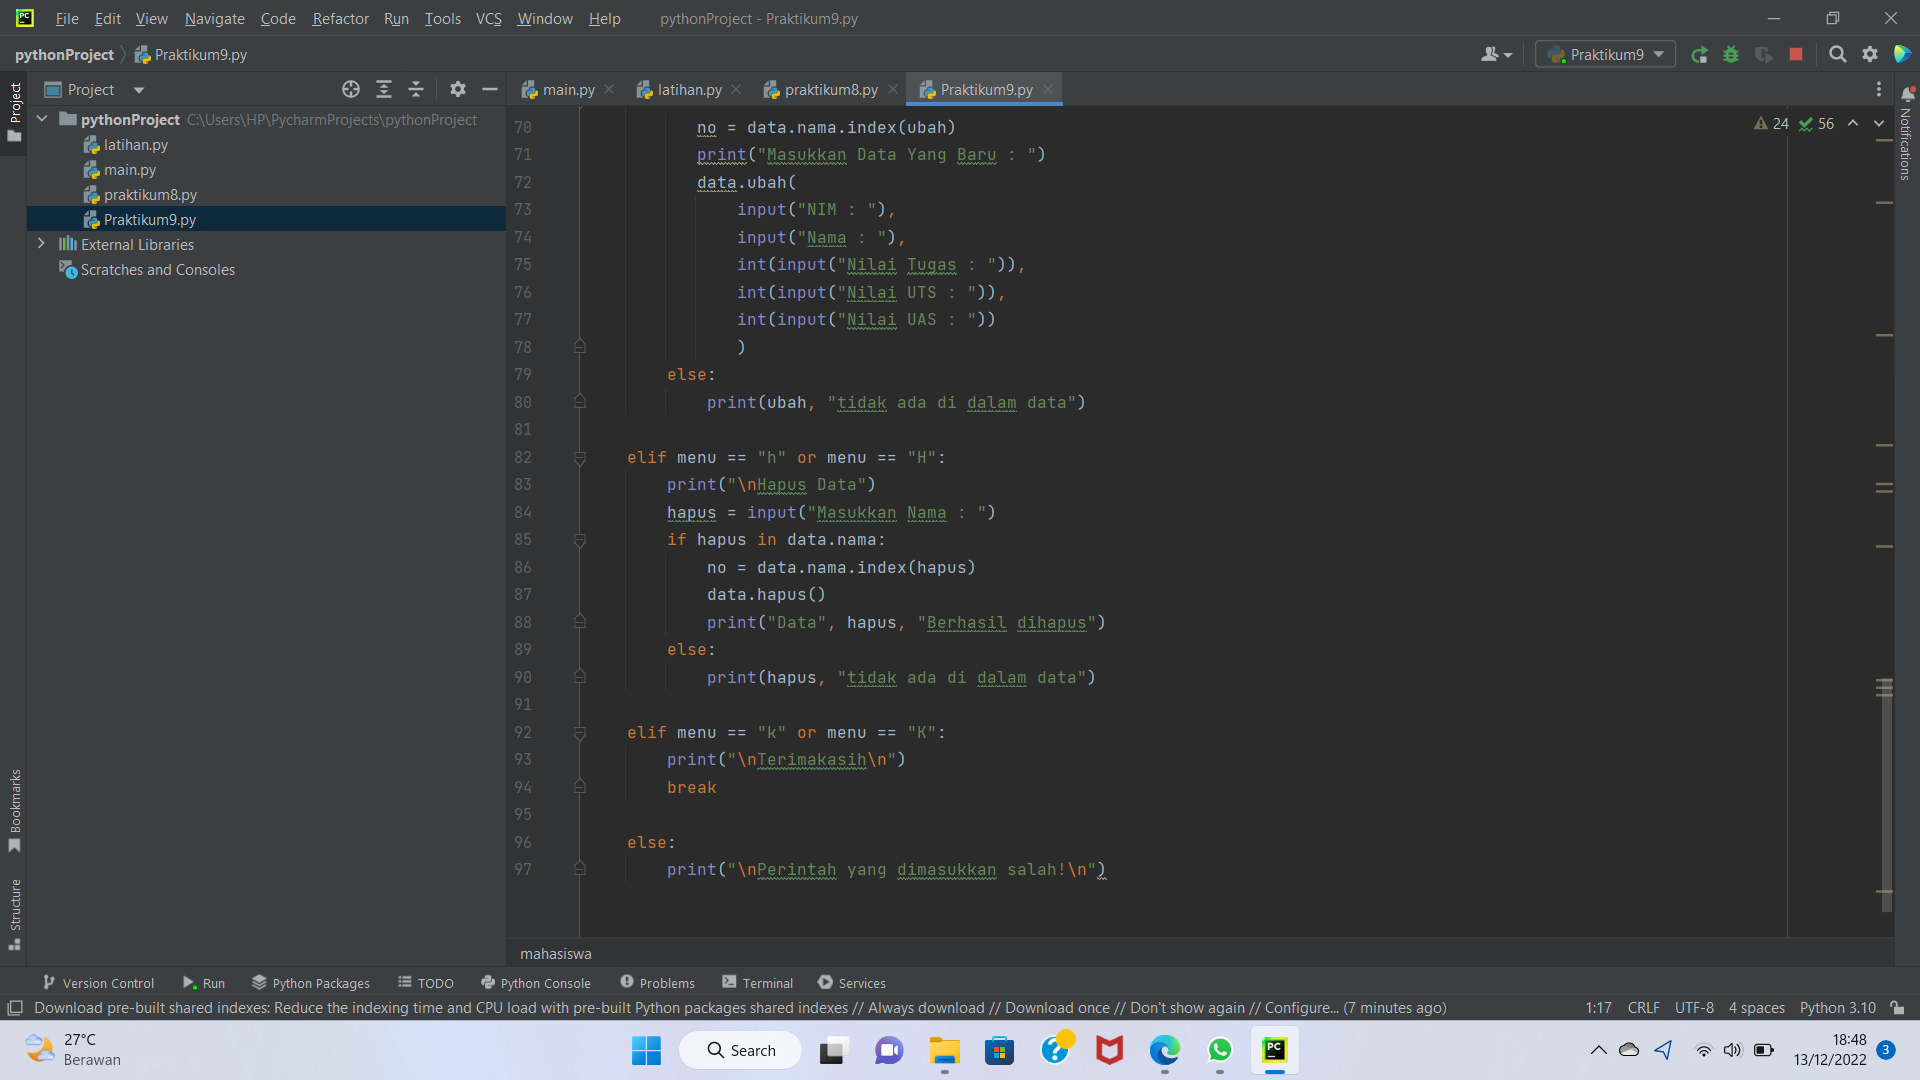 File Edit View Navigate Code Refactor Run Tools VCS Window Help pythonProject - Praktikum9.py
pythonProject Praktikum9.py Praktikum9
Project main.py latihan.py praktikum8.py Praktikum9.py
Project
pythonProject C:\Users\HP\PycharmProjects\pythonProject
latihan.py
main.py
praktikum8.py
Praktikum9.py
External Libraries
Scratches and Consoles
24 56
Notifications
70 no = data.nama.index(ubah)
71 print("Masukkan Data Yang Baru : ")
72 data.ubah(
73 input("NIM : "),
74 input("Nama : "),
75 int(input("Nilai Tugas : ")),
76 int(input("Nilai UTS : ")),
77 int(input("Nilai UAS : "))
78 )
79 else:
80 print(ubah, "tidak ada di dalam data")
81
82 elif menu == "h" or menu == "H":
83 print("\nHapus Data")
84 hapus = input("Masukkan Nama : ")
85 if hapus in data.nama:
86 no = data.nama.index(hapus)
87 data.hapus()
88 print("Data", hapus, "Berhasil dihapus")
89 else:
90 print(hapus, "tidak ada di dalam data")
91
92 elif menu == "k" or menu == "K":
93 print("\nTerimakasih\n")
94 break
95
96 else:
97 print("\nPerintah yang dimasukkan salah!\n")
Bookmarks
Structure
mahasiswa
Version Control Run Python Packages TODO Python Console Problems Terminal Services
Download pre-built shared indexes: Reduce the indexing time and CPU load with pre-built Python packages shared indexes // Always download // Download once // Don't show again // Configure... (7 minutes ago) 1:17 CRLF UTF-8 4 spaces Python 3.10
27°C
Berawan
Search
18:48
13/12/2022
3